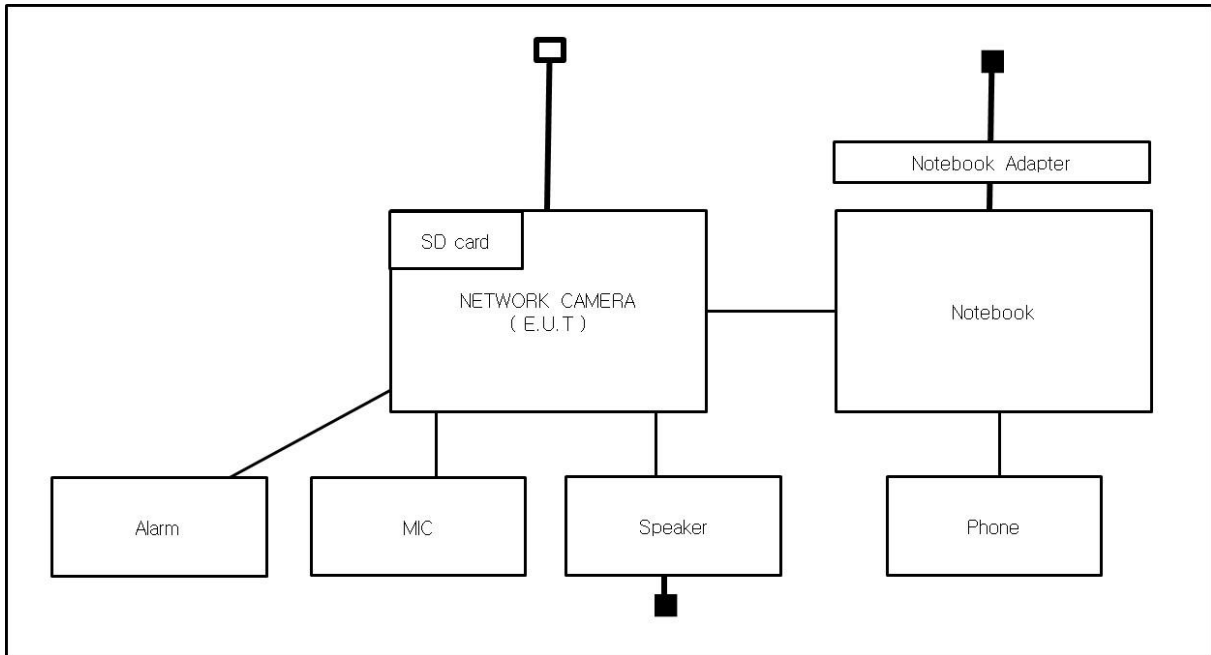 Notebook Adapter
SD card
NETWORK CAMERA
( E.U.T )
Notebook
Alarm
MIC
Speaker
Phone